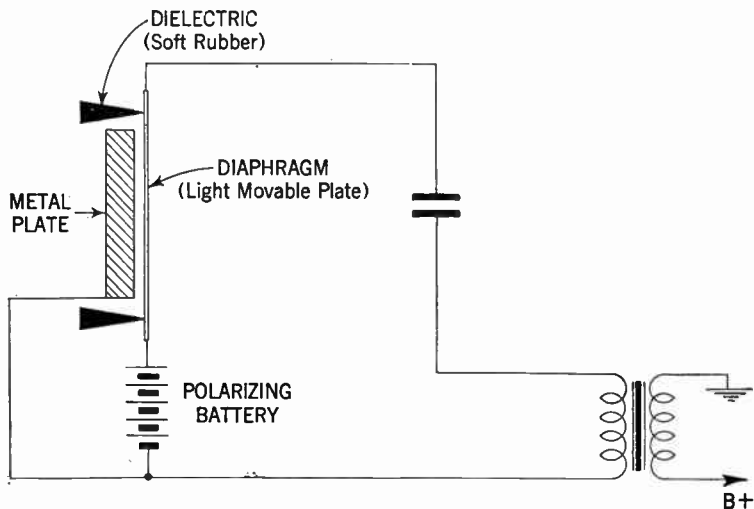 DIELECTRIC
(Soft Rubber)
DIAPHRAGM
(Light Movable Plate)
METAL
PLATE
POLARIZING
BATTERY
B+